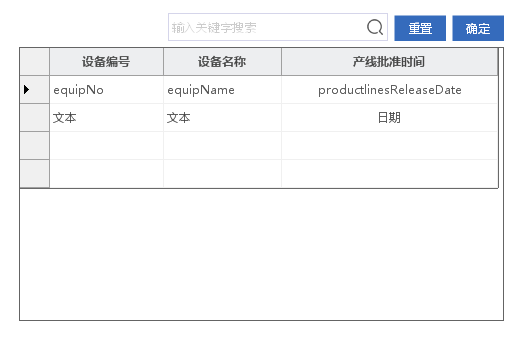 输入关键字搜索 重置 确定
设备编号 设备名称 产线批准时间
equipNo equipName productlinesReleaseDate
文本 文本 日期